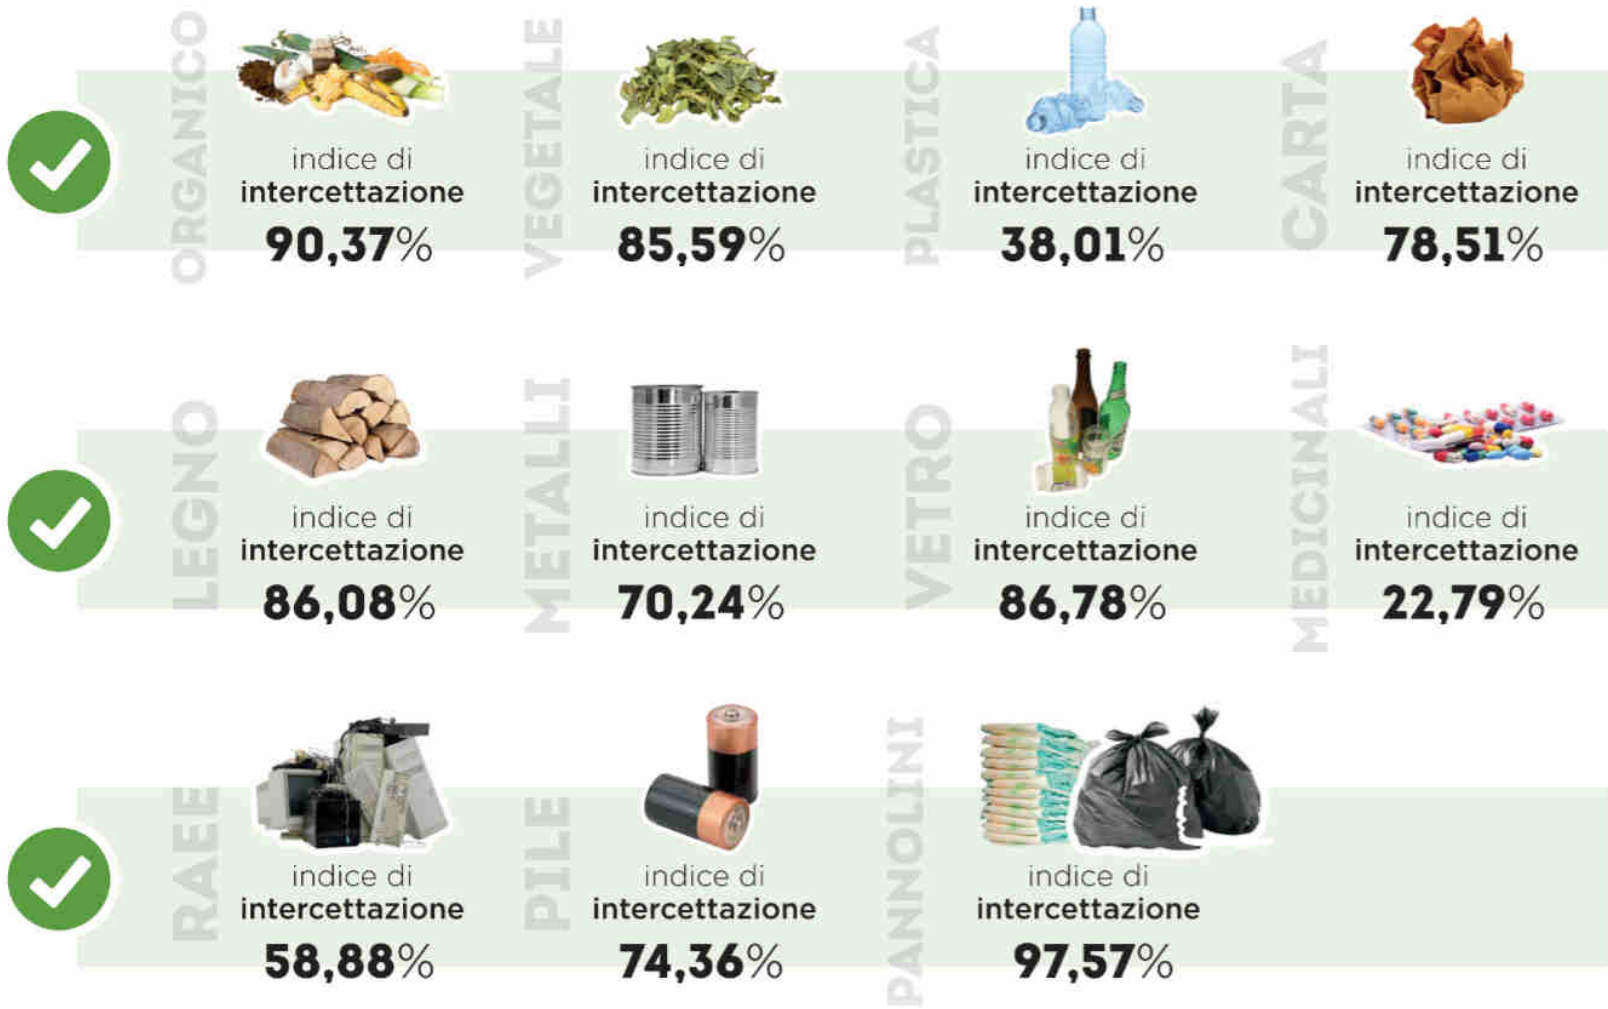 ORGANICO
indice di
intercettazione
90,37%
VEGETALE
indice di
intercettazione
85,59%
PLASTICA
indice di
intercettazione
38,01%
CARTA
indice di
intercettazione
78,51%
LEGNO
indice di
intercettazione
86,08%
METALLI
indice di
intercettazione
70,24%
VETRO
indice di
intercettazione
86,78%
MEDICINALI
indice di
intercettazione
22,79%
RAEE
indice di
intercettazione
58,88%
PILE
indice di
intercettazione
74,36%
PANNOLINI
indice di
intercettazione
97,57%